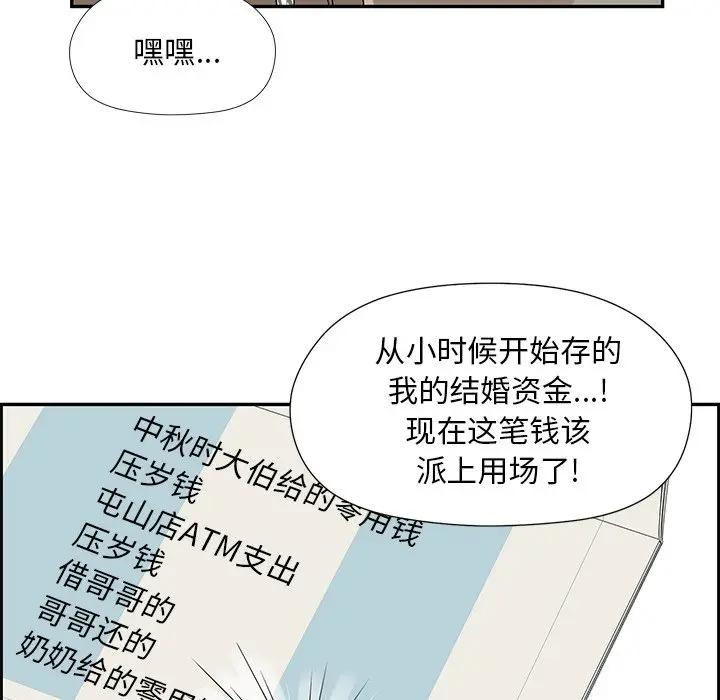 嘿嘿...
从小时候开始存的
我的结婚资金...!
现在这笔钱该
派上用场了!
中秋时大伯给的零用钱
压岁钱
屯山店ATM支出
压岁钱
借哥哥的
哥哥还的
奶奶给的零用